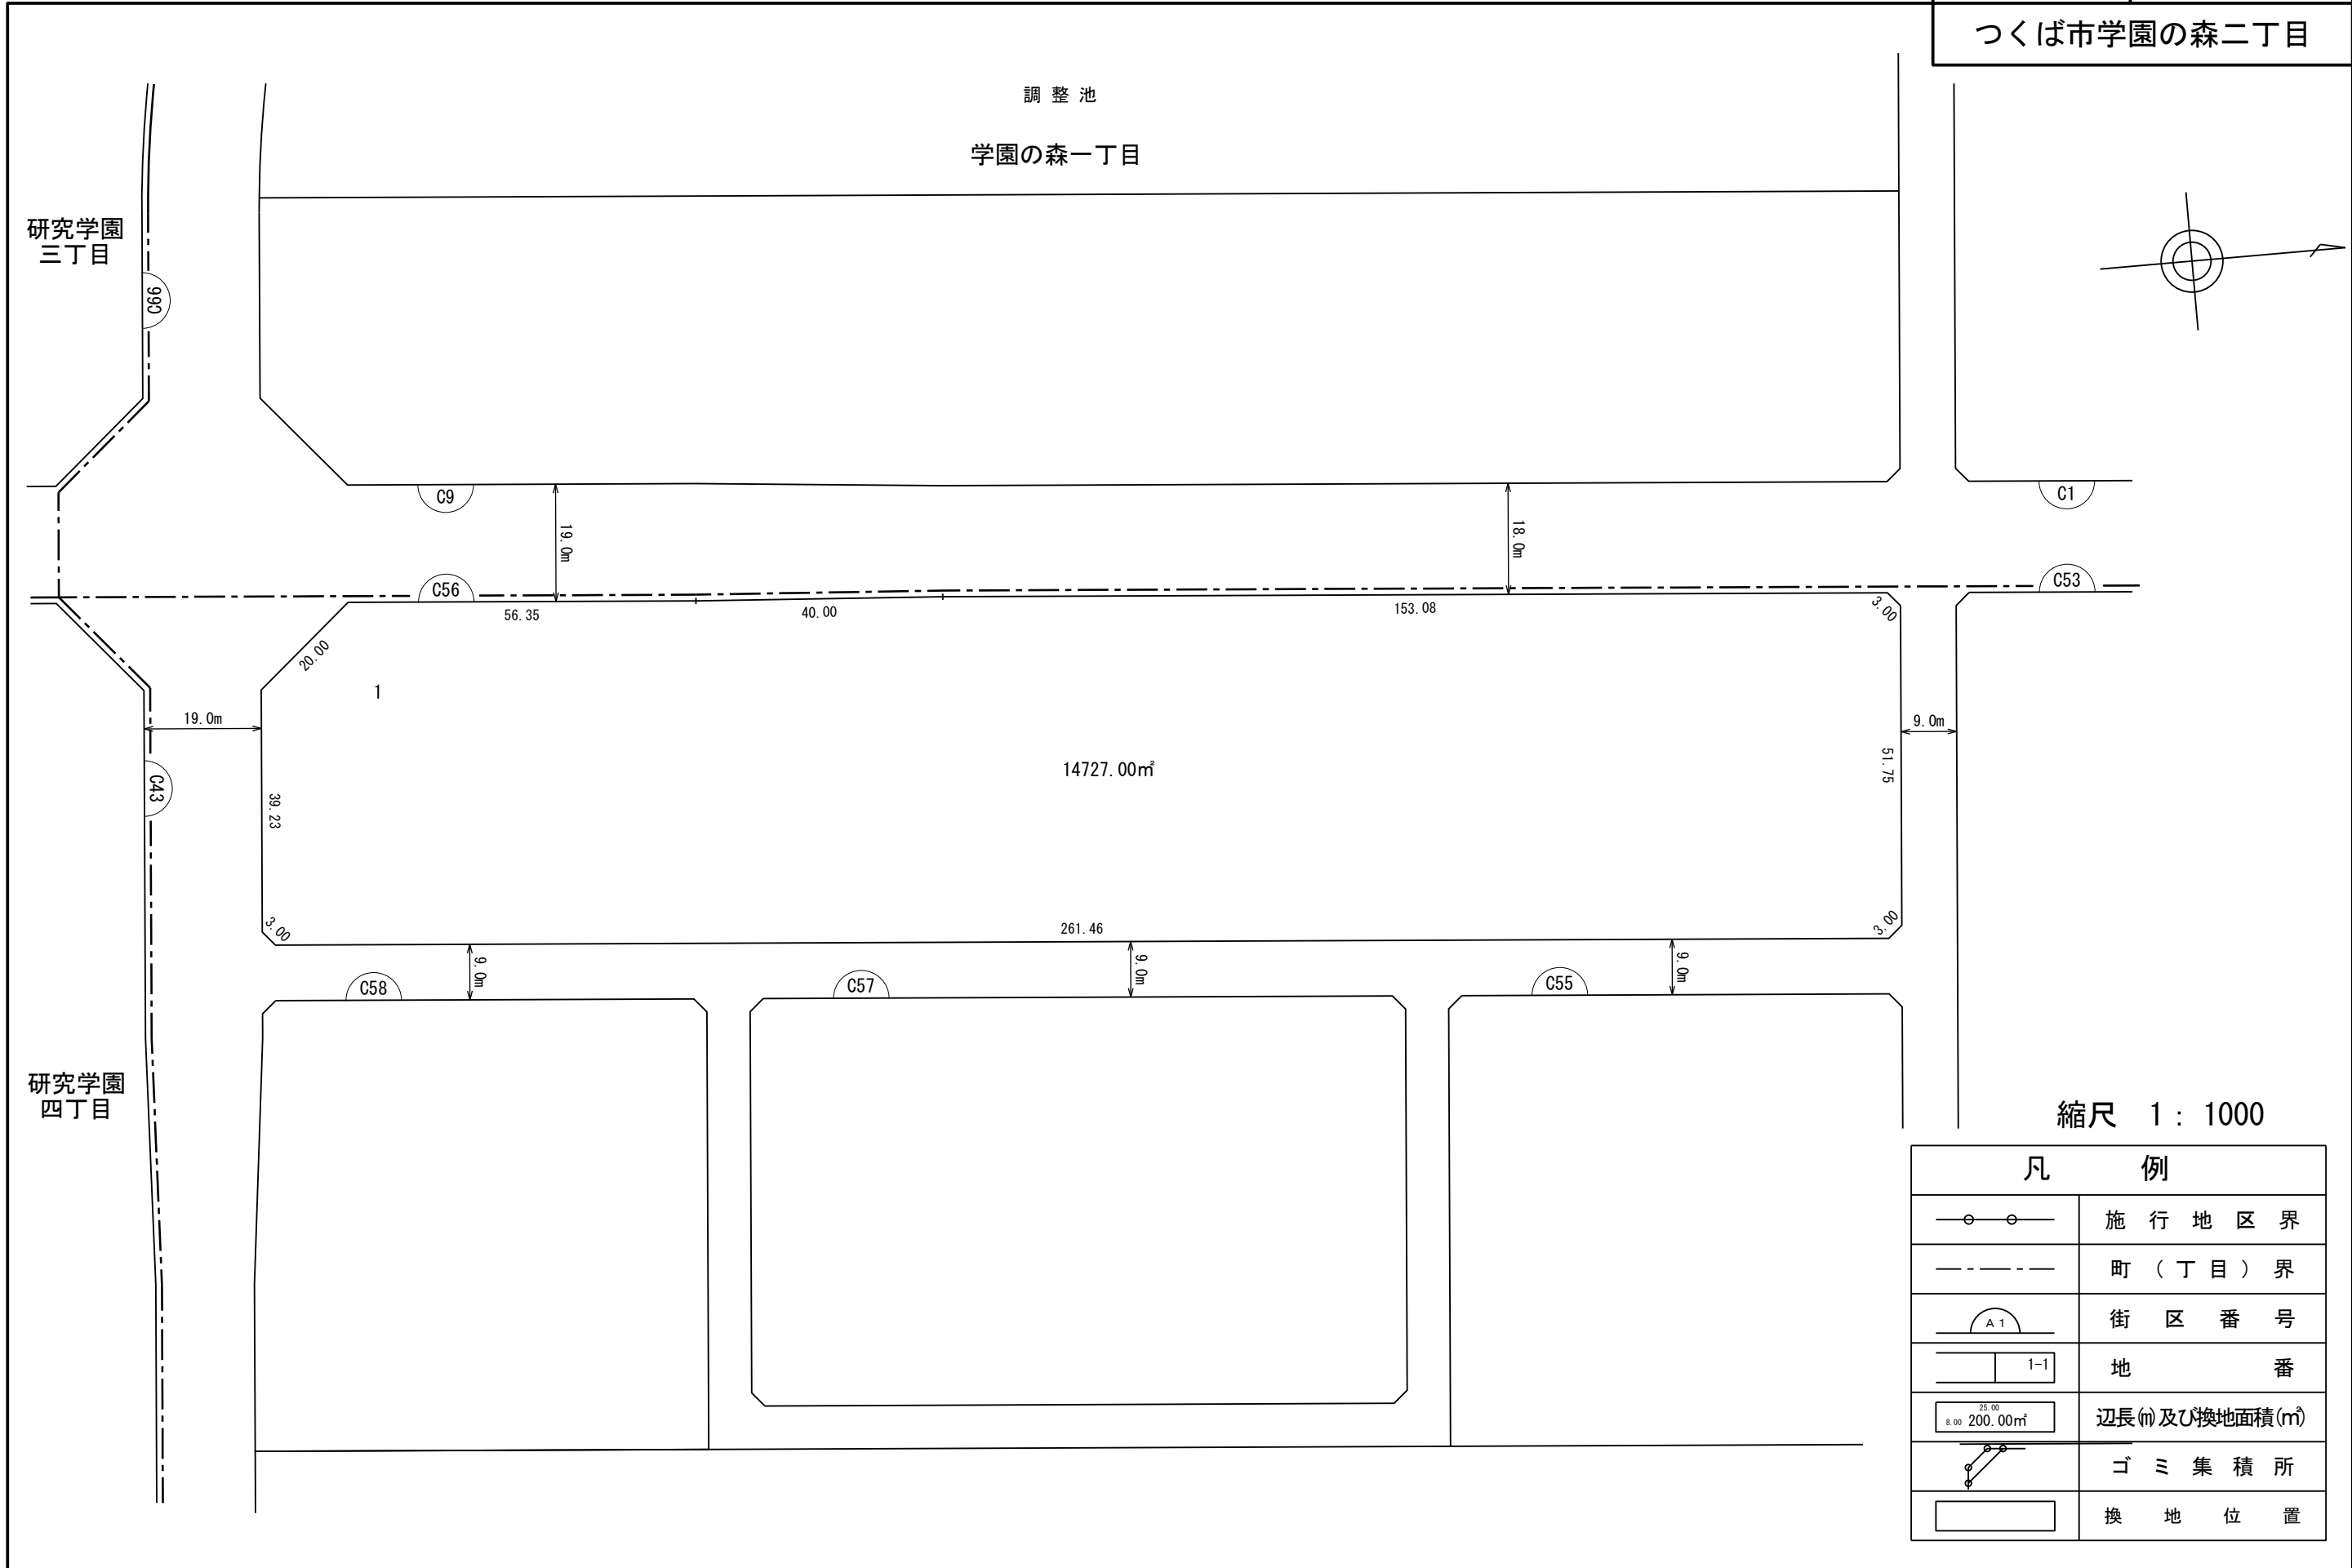 つくば市学園の森二丁目
調整池
学園の森一丁目
研究学園
三丁目
C66
C9
19.0m
18.0m
C1
C56
C53
56.35
40.00
153.08
3.00
20.00
1
19.0m
9.0m
51.75
14727.00㎡
C43
39.23
3.00
261.46
3.00
9.0m
9.0m
9.0m
C58
C57
C55
研究学園
四丁目
縮尺 1:1000
凡例
施行地区界
町(丁目)界
A1
街区番号
1-1
地番
25.00
8.00 200.00㎡
辺長(m)及び換地面積(㎡)
ゴミ集積所
換地位置